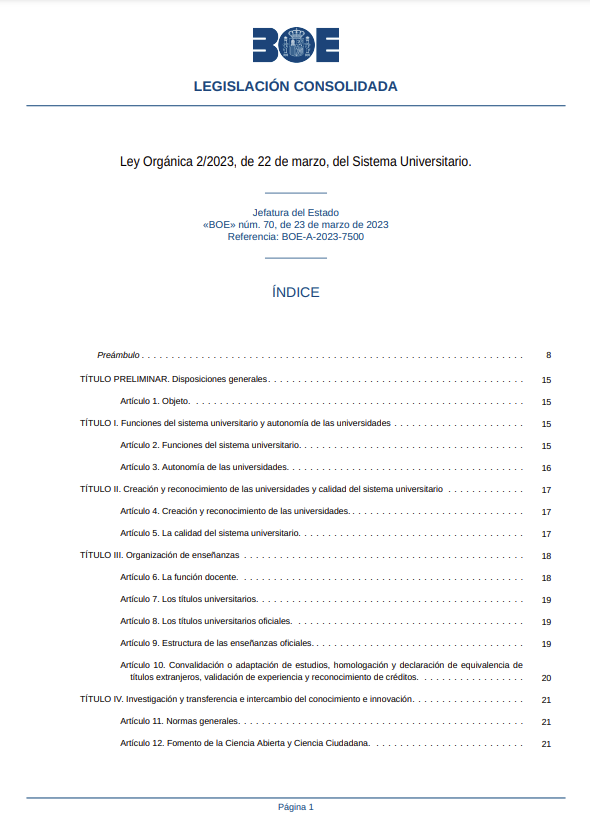 BOE
LEGISLACIÓN CONSOLIDADA
Ley Orgánica 2/2023, de 22 de marzo, del Sistema Universitario.
Jefatura del Estado
«BOE» núm. 70, de 23 de marzo de 2023
Referencia: BOE-A-2023-7500
ÍNDICE
Preámbulo . . . . . . . . . . . . . . . . . . . . . . . . . . . . . . 8
TÍTULO PRELIMINAR. Disposiciones generales . . . . . . . . . . . . . . . . . . . . 15
Artículo 1. Objeto. . . . . . . . . . . . . . . . . . . . . . . . . . 15
TÍTULO I. Funciones del sistema universitario y autonomía de las universidades . . . . . . . . . . 15
Artículo 2. Funciones del sistema universitario. . . . . . . . . . . . . . . . 15
Artículo 3. Autonomía de las universidades. . . . . . . . . . . . . . . . . 16
TÍTULO II. Creación y reconocimiento de las universidades y calidad del sistema universitario . . . . . . . 17
Artículo 4. Creación y reconocimiento de las universidades. . . . . . . . . . . . . 17
Artículo 5. La calidad del sistema universitario. . . . . . . . . . . . . . . . 17
TÍTULO III. Organización de enseñanzas . . . . . . . . . . . . . . . . . . . . 18
Artículo 6. La función docente. . . . . . . . . . . . . . . . . . . . . 18
Artículo 7. Los títulos universitarios. . . . . . . . . . . . . . . . . . . 19
Artículo 8. Los títulos universitarios oficiales. . . . . . . . . . . . . . . . 19
Artículo 9. Estructura de las enseñanzas oficiales. . . . . . . . . . . . . . . 19
Artículo 10. Convalidación o adaptación de estudios, homologación y declaración de equivalencia de
títulos extranjeros, validación de experiencia y reconocimiento de créditos. . . . . . . . . 20
TÍTULO IV. Investigación y transferencia e intercambio del conocimiento e innovación. . . . . . . . . 21
Artículo 11. Normas generales. . . . . . . . . . . . . . . . . . . . . 21
Artículo 12. Fomento de la Ciencia Abierta y Ciencia Ciudadana. . . . . . . . . . . . 21
Página 1